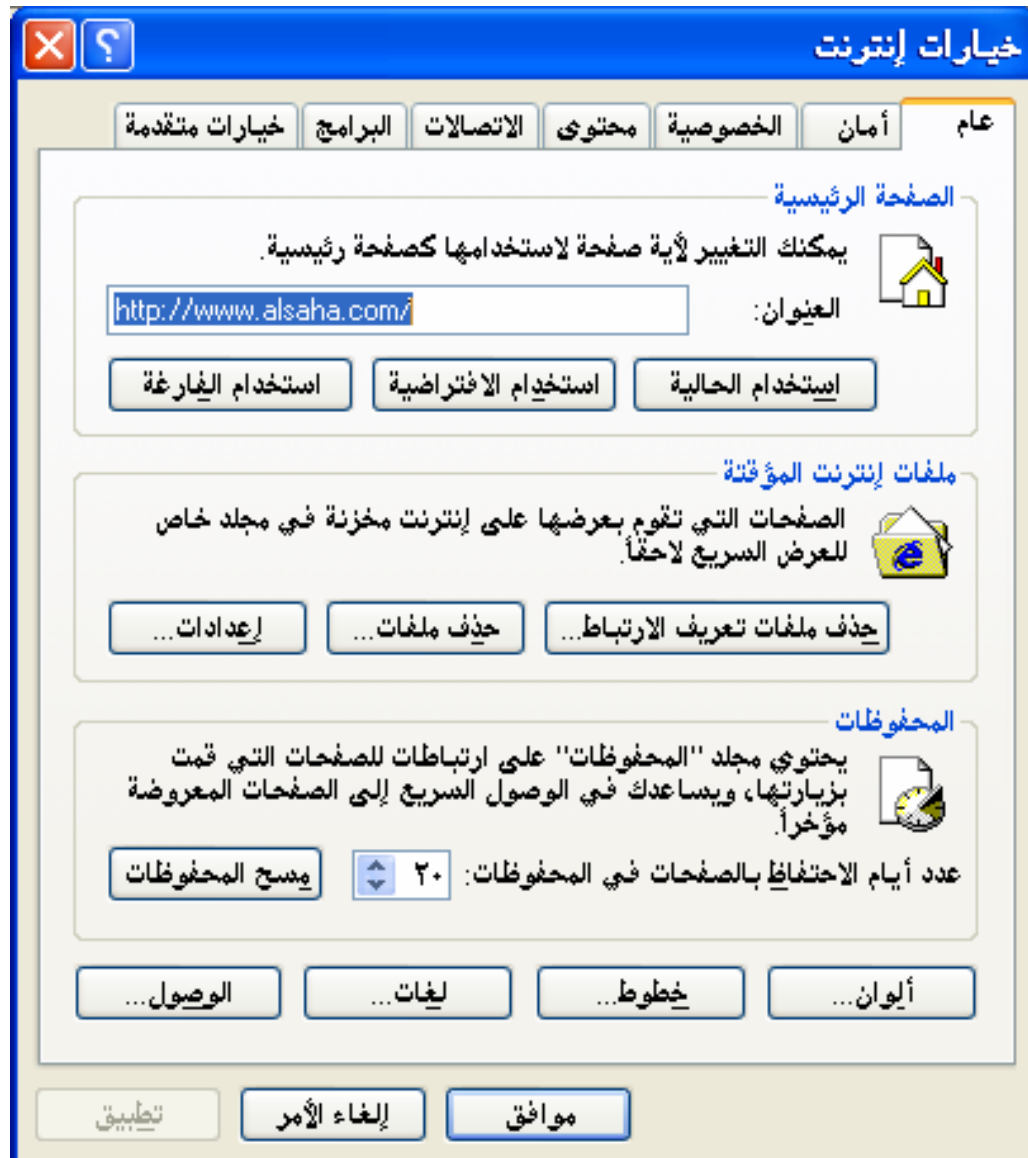 خيارات إنترنت
عام أمان الخصوصية محتوى الاتصالات البرامج خيارات متقدمة
الصفحة الرئيسية
يمكنك التغيير لأية صفحة لاستخدامها كصفحة رئيسية.
العنوان: http://www.alsaha.com/
استخدام الحالية استخدام الافتراضية استخدام الفارغة
ملفات إنترنت المؤقتة
الصفحات التي تقوم بعرضها على إنترنت مخزنة في مجلد خاص
للعرض السريع لاحقاً.
حذف ملفات تعريف الارتباط... حذف ملفات... إعدادات...
المحفوظات
يحتوي مجلد "المحفوظات" على ارتباطات للصفحات التي قمت
بزيارتها، ويساعدك في الوصول السريع إلى الصفحات المعروضة
مؤخراً.
عدد أيام الاحتفاظ بالصفحات في المحفوظات: ٢٠ مسح المحفوظات
ألوان... خطوط... لغات... الوصول...
موافق إلغاء الأمر تطبيق